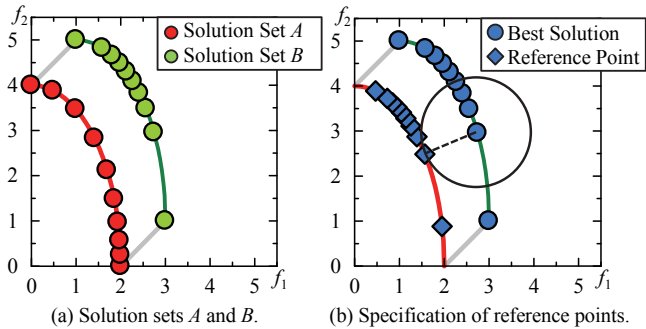 f₂
Solution Set A
Solution Set B
5
4
3
2
1
0
0 1 2 3 4 5 f₁
(a) Solution sets A and B.
f₂
Best Solution
Reference Point
5
4
3
2
1
0
0 1 2 3 4 5 f₁
(b) Specification of reference points.